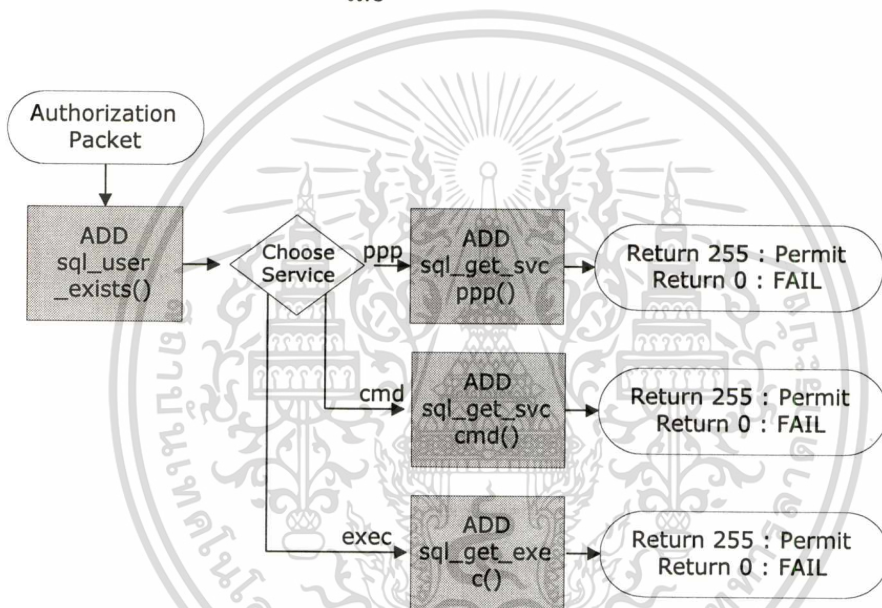 Authorization
Packet
ADD
sql_user
_exists()
Choose
Service
ppp
ADD
sql_get_svc
ppp()
Return 255 : Permit
Return 0 : FAIL
cmd
ADD
sql_get_svc
cmd()
Return 255 : Permit
Return 0 : FAIL
exec
ADD
sql_get_exe
c()
Return 255 : Permit
Return 0 : FAIL